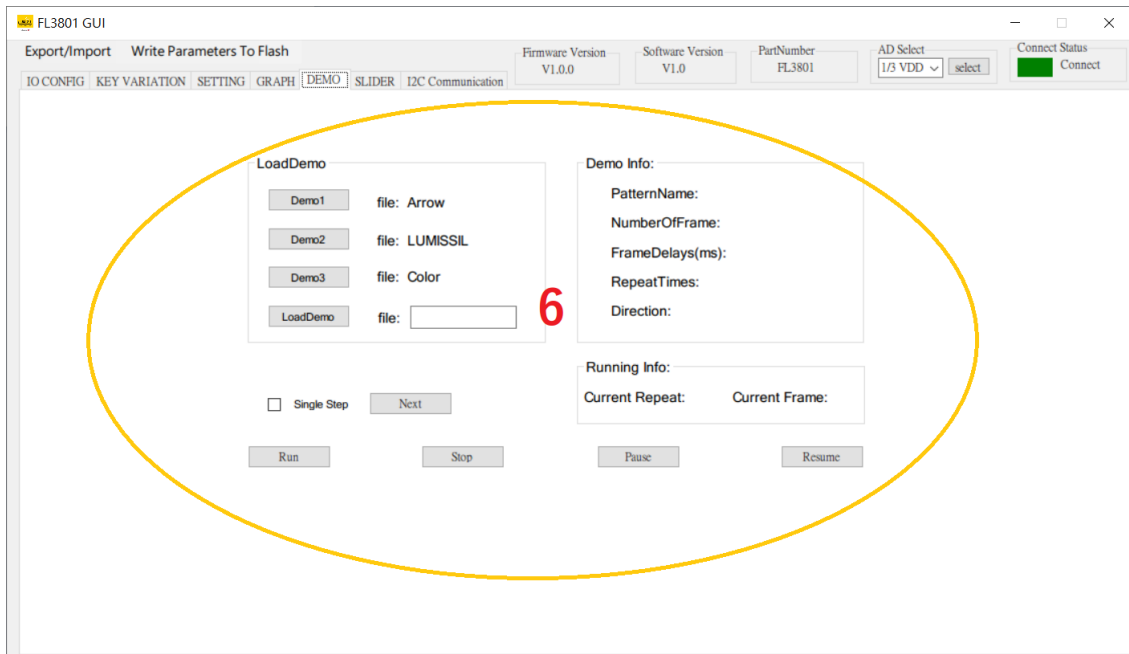 FL3801 GUI
Export/Import Write Parameters To Flash
Firmware Version
V1.0.0
Software Version
V1.0
PartNumber
FL3801
AD Select
1/3 VDD select
Connect Status
Connect
IO CONFIG KEY VARIATION SETTING GRAPH DEMO SLIDER I2C Communication
LoadDemo
Demo1 file: Arrow
Demo2 file: LUMISSIL
Demo3 file: Color
LoadDemo file:
6
Demo Info:
PatternName:
NumberOfFrame:
FrameDelays(ms):
RepeatTimes:
Direction:
Running Info:
Current Repeat: Current Frame:
Single Step Next
Run Stop Pause Resume